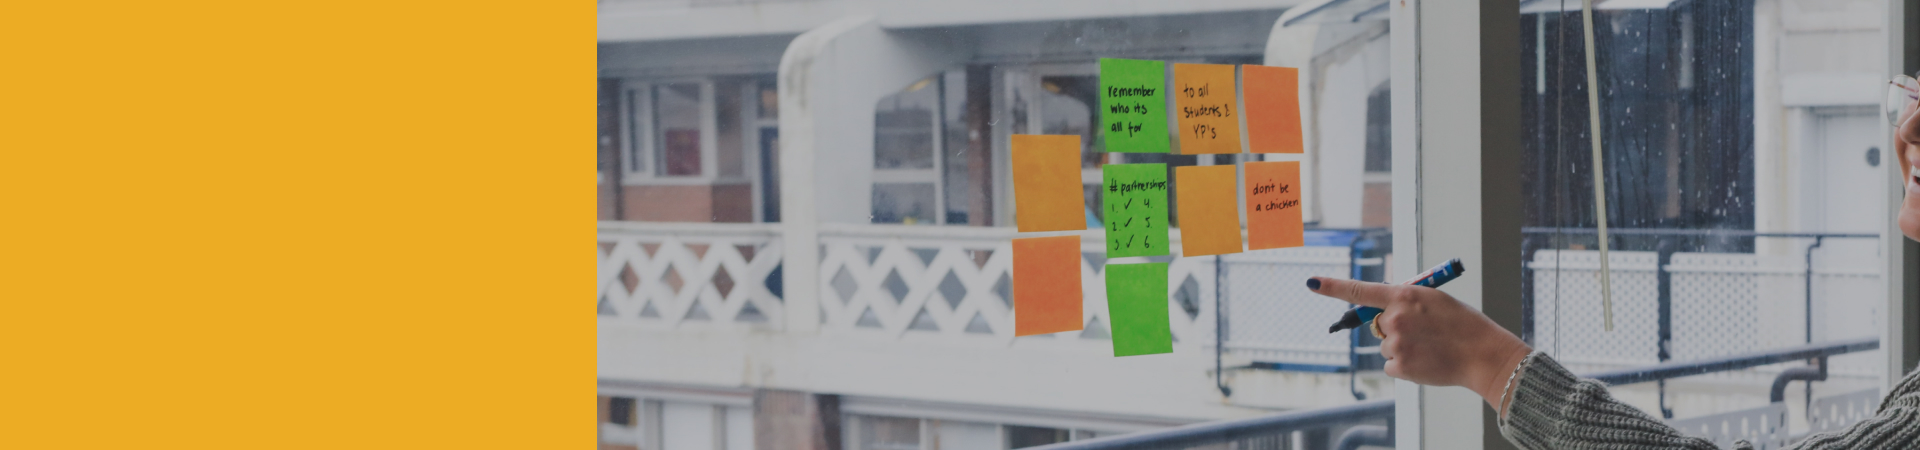 remember
who its
all for
to all
students &
YP's
# partnerships
1. ✓ 4.
2. ✓ 5.
3 ✓ 6.
don't be
a chicken